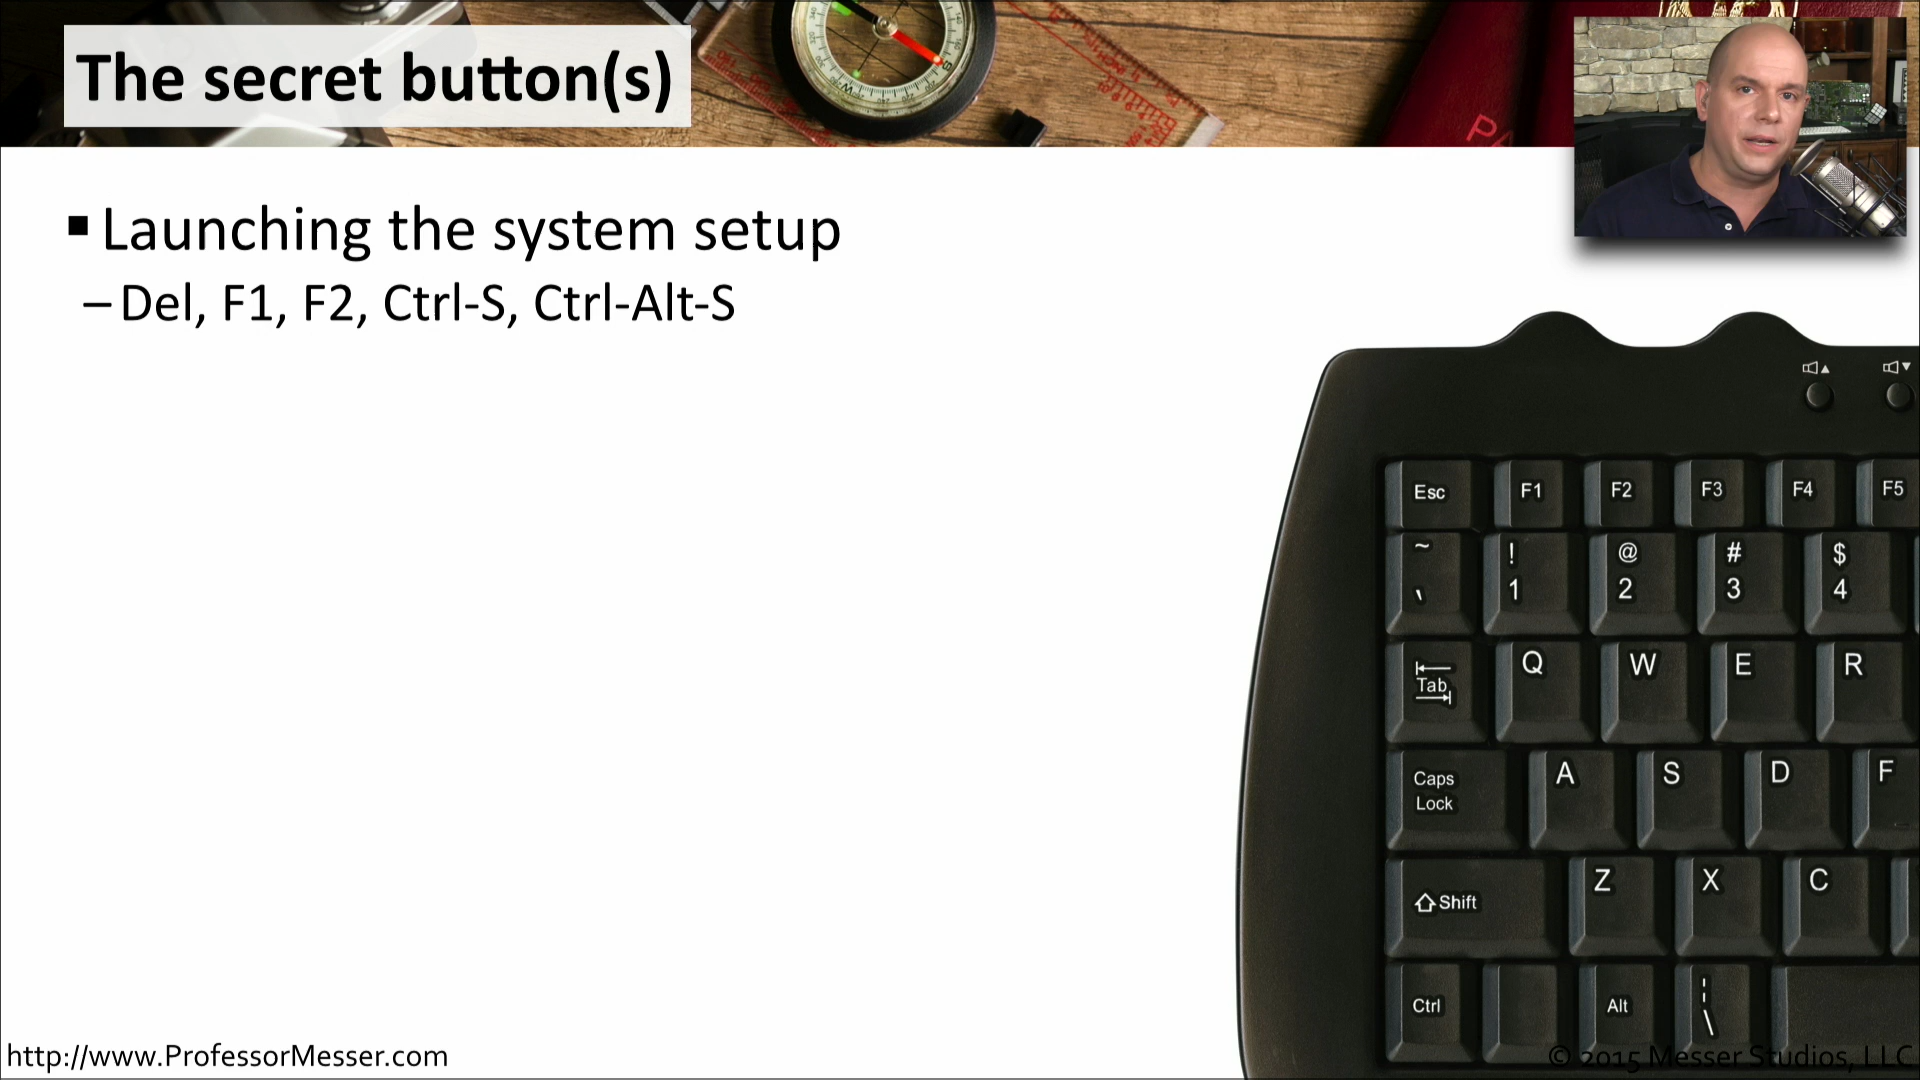 The secret button(s)
PA
▪ Launching the system setup
– Del, F1, F2, Ctrl-S, Ctrl-Alt-S
Esc F1 F2 F3 F4 F5
~ ! @ # $
` 1 2 3 4
Tab Q W E R
Caps Lock A S D F
Shift Z X C
Ctrl Alt ¦ \
http://www.ProfessorMesser.com
© 2015 Messer Studios, LLC